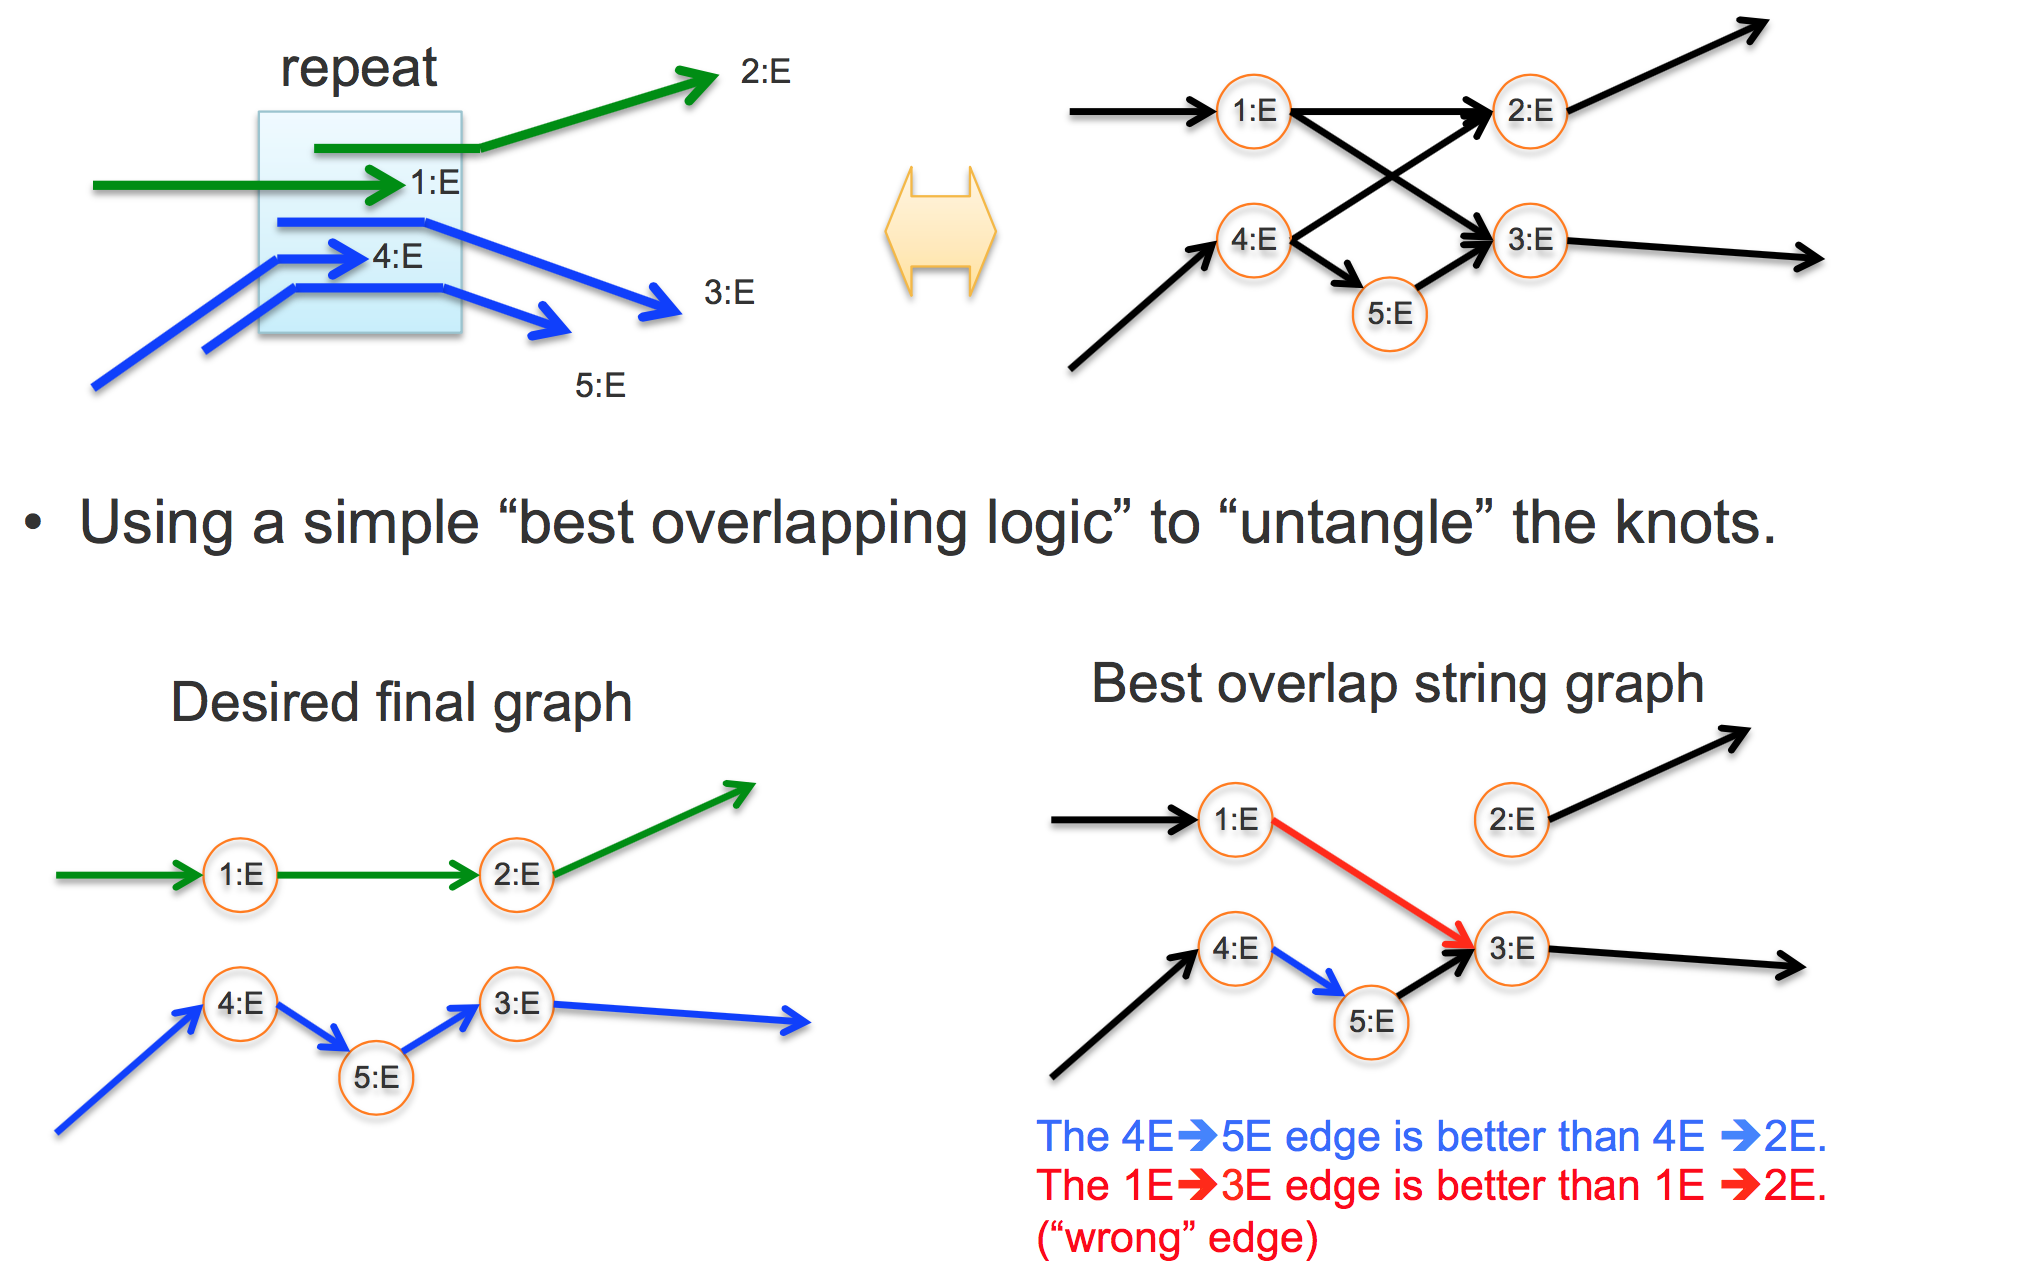 repeat
2:E
1:E
4:E
3:E
5:E
1:E
2:E
4:E
3:E
5:E
• Using a simple “best overlapping logic” to “untangle” the knots.
Desired final graph
1:E
2:E
4:E
3:E
5:E
Best overlap string graph
1:E
2:E
4:E
3:E
5:E
The 4E➔5E edge is better than 4E ➔2E.
The 1E➔3E edge is better than 1E ➔2E.
(“wrong” edge)